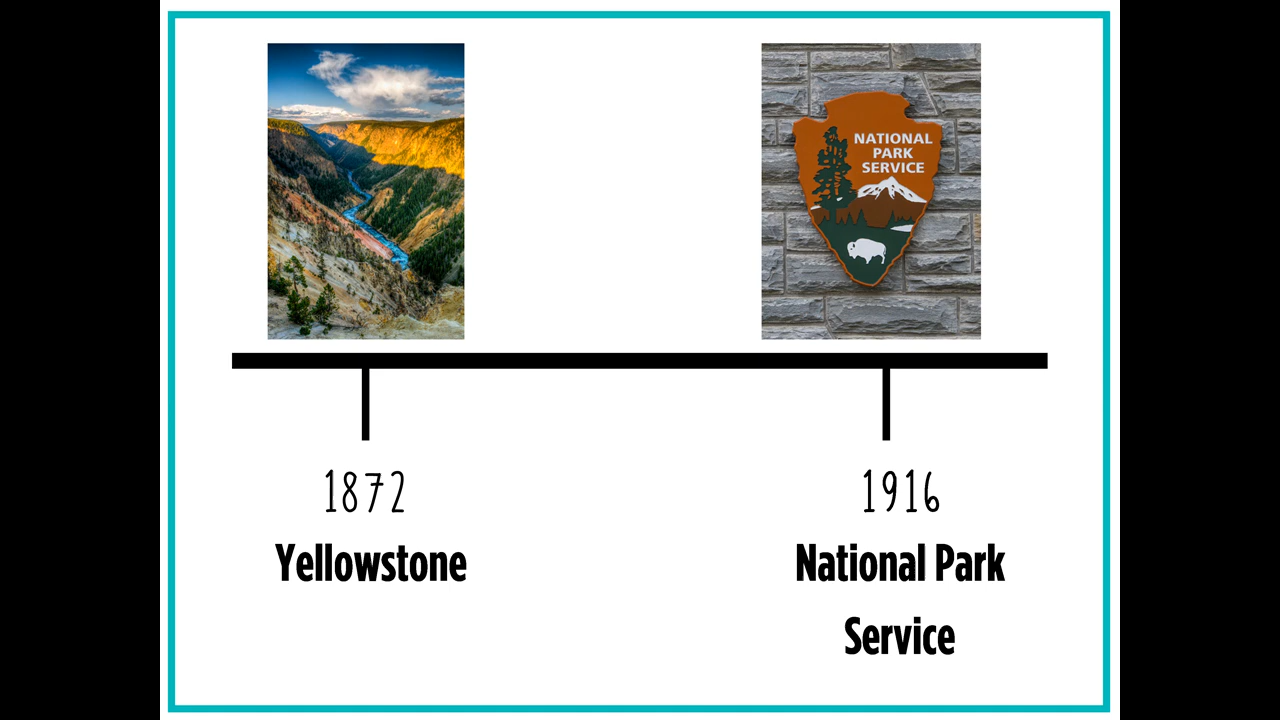 NATIONAL
PARK
SERVICE
1872
1916
Yellowstone
National Park
Service